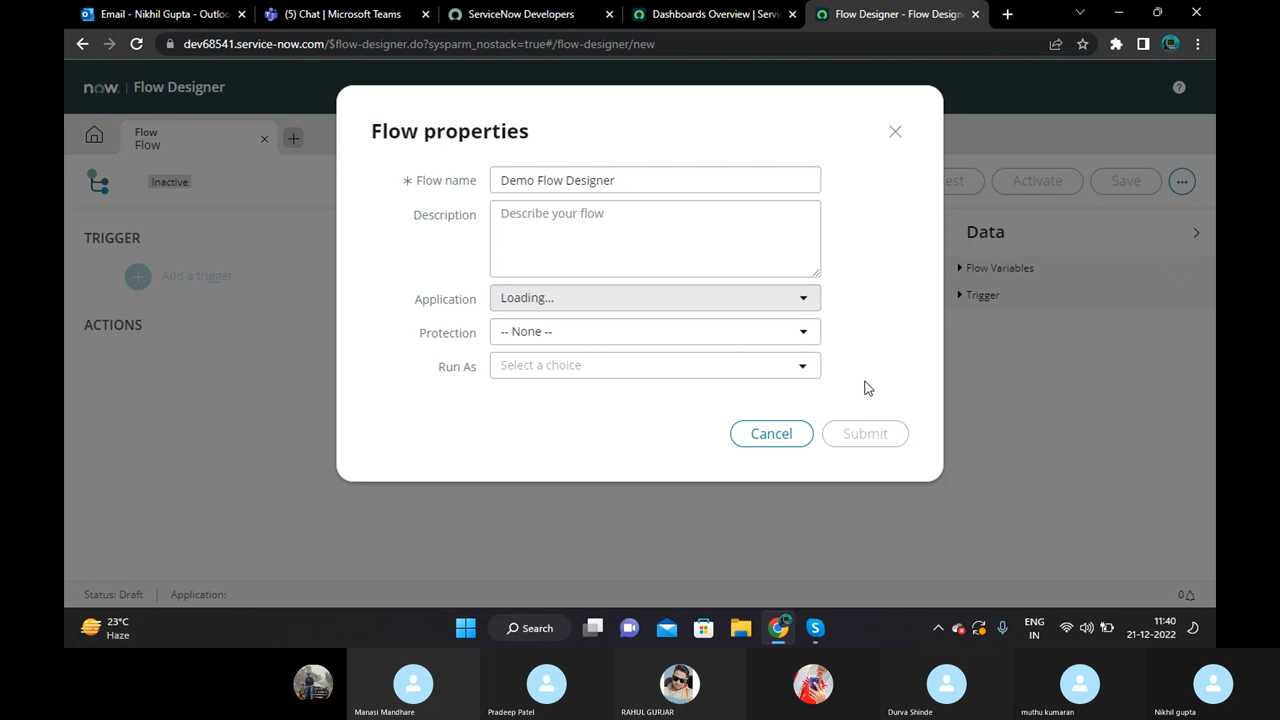 Email - Nikhil Gupta - Outloo
(5) Chat | Microsoft Teams
ServiceNow Developers
Dashboards Overview | Servi
Flow Designer - Flow Design
dev68541.service-now.com/$flow-designer.do?sysparm_nostack=true#/flow-designer/new
now. | Flow Designer
Flow
Flow
Inactive
est
Activate
Save
TRIGGER
Add a trigger
ACTIONS
Flow properties
* Flow name
Demo Flow Designer
Description
Describe your flow
Application
Loading...
Protection
-- None --
Run As
Select a choice
Cancel
Submit
Data
Flow Variables
Trigger
Status: Draft
Application:
0
23°C
Haze
Search
ENG
IN
11:40
21-12-2022
Manasi Mandhare
Pradeep Patel
RAHUL GURJAR
Durva Shinde
muthu kumaran
Nikhil gupta